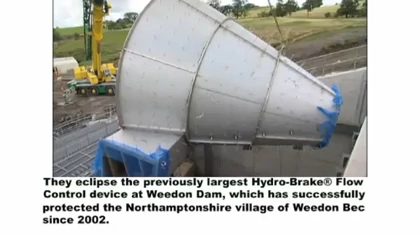 They eclipse the previously largest Hydro-Brake® Flow
Control device at Weedon Dam, which has successfully
protected the Northamptonshire village of Weedon Bec
since 2002.